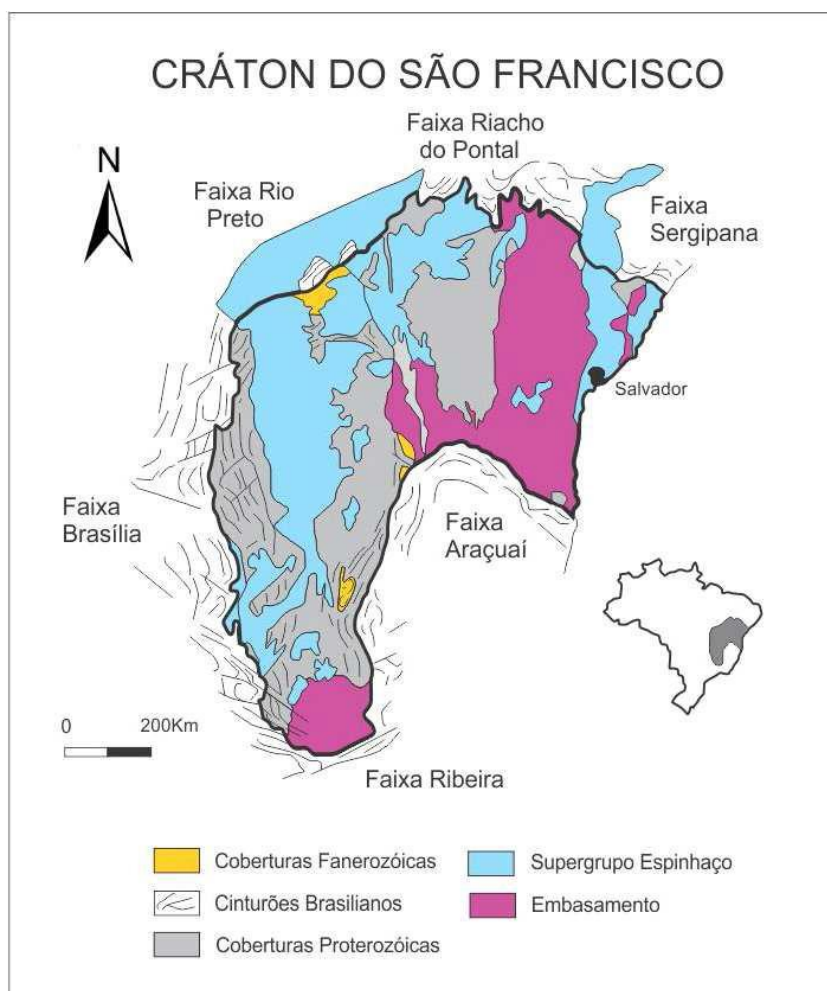 CRÁTON DO SÃO FRANCISCO
N
Faixa Riacho
do Pontal
Faixa Rio
Preto
Faixa
Sergipana
Salvador
Faixa
Brasília
Faixa
Araçuaí
0 200Km
Faixa Ribeira
Coberturas Fanerozóicas
Supergrupo Espinhaço
Cinturões Brasilianos
Embasamento
Coberturas Proterozóicas